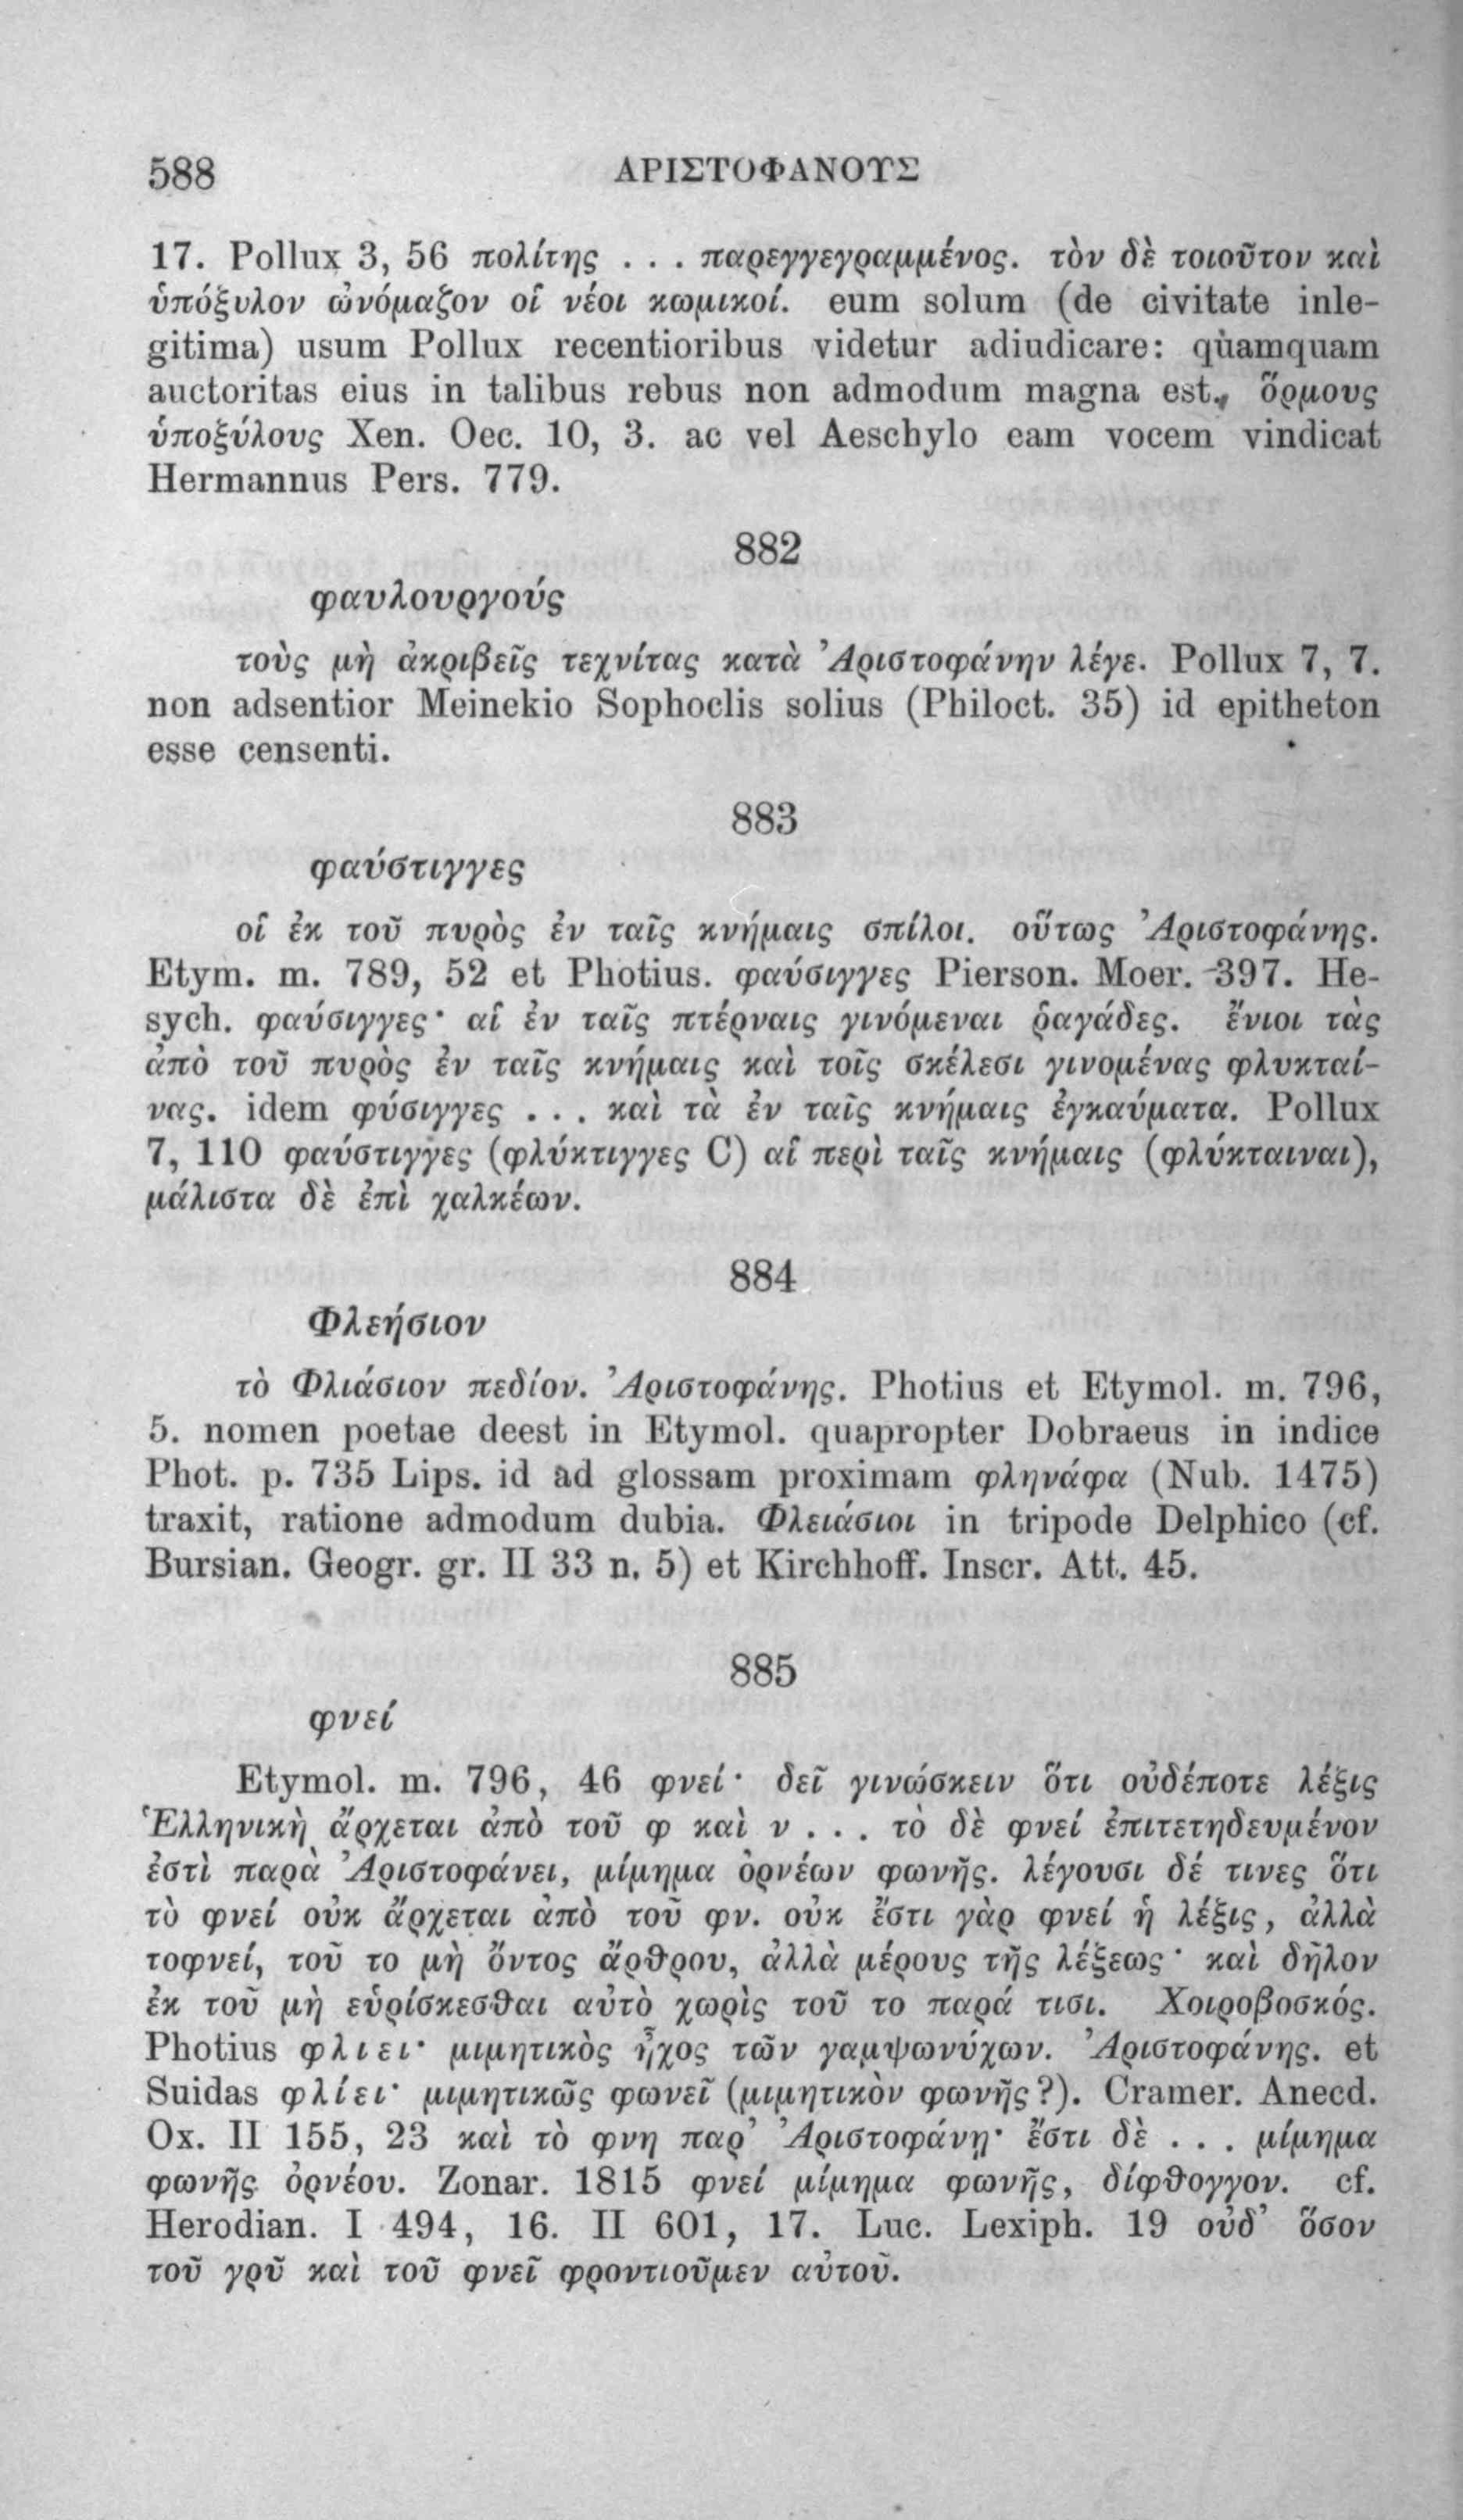 588
ΑΡΙΣΤΟΦΑΝΟΥΣ
17. Pollux 3, 56 πολίτης . . . παρεγγεγραμμένος. τὸν δὲ τοιοῦτον καὶ
ὑπόξυλον ὠνόμαζον οἱ νέοι κωμικοί. eum solum (de civitate inle-
gitima) usum Pollux recentioribus videtur adiudicare: quamquam
auctoritas eius in talibus rebus non admodum magna est, ὅρμους
ὑποξύλους Xen. Oec. 10, 3. ac vel Aeschylo eam vocem vindicat
Hermannus Pers. 779.
882
φαυλουργούς
τοὺς μὴ ἀκριβεῖς τεχνίτας κατὰ Ἀριστοφάνην λέγε. Pollux 7, 7.
non adsentior Meinekio Sophoclis solius (Philoct. 35) id epitheton
esse censenti.
883
φαύστιγγες
οἱ ἐκ τοῦ πυρὸς ἐν ταῖς κνήμαις σπίλοι. οὕτως Ἀριστοφάνης.
Etym. m. 789, 52 et Photius. φαύσιγγες Pierson. Moer. 397. He-
sych. φαύσιγγες· αἱ ἐν ταῖς πτέρναις γινόμεναι ῥαγάδες. ἔνιοι τὰς
ἀπὸ τοῦ πυρὸς ἐν ταῖς κνήμαις καὶ τοῖς σκέλεσι γινομένας φλυκταί-
νας. idem φύσιγγες . . . καὶ τὰ ἐν ταῖς κνήμαις ἐγκαύματα. Pollux
7, 110 φαύστιγγες (φλύκτιγγες C) αἱ περὶ ταῖς κνήμαις (φλύκταιναι),
μάλιστα δὲ ἐπὶ χαλκέων.
884
Φλεήσιον
τὸ Φλιάσιον πεδίον. Ἀριστοφάνης. Photius et Etymol. m. 796,
5. nomen poetae deest in Etymol. quapropter Dobraeus in indice
Phot. p. 735 Lips. id ad glossam proximam φληνάφα (Nub. 1475)
traxit, ratione admodum dubia. Φλειάσιοι in tripode Delphico (cf.
Bursian. Geogr. gr. II 33 n. 5) et Kirchhoff. Inscr. Att. 45.
885
φνεί
Etymol. m. 796, 46 φνεί· δεῖ γινώσκειν ὅτι οὐδέποτε λέξις
Ἑλληνικὴ ἄρχεται ἀπὸ τοῦ φ καὶ ν . . . τὸ δὲ φνεί ἐπιτετηδευμένον
ἐστὶ παρὰ Ἀριστοφάνει, μίμημα ὀρνέων φωνῆς. λέγουσι δέ τινες ὅτι
τὸ φνεί οὐκ ἄρχεται ἀπὸ τοῦ φν. οὐκ ἔστι γὰρ φνεί ἡ λέξις, ἀλλὰ
τοφνεί, τοῦ το μὴ ὄντος ἄρθρου, ἀλλὰ μέρους τῆς λέξεως· καὶ δῆλον
ἐκ τοῦ μὴ εὑρίσκεσθαι αὐτὸ χωρὶς τοῦ το παρά τισι. Χοιροβοσκός.
Photius φλιει· μιμητικὸς ἦχος τῶν γαμψωνύχων. Ἀριστοφάνης. et
Suidas φλίει· μιμητικῶς φωνεῖ (μιμητικὸν φωνῆς?). Cramer. Anecd.
Ox. II 155, 23 καὶ τὸ φνη παρ’ Ἀριστοφάνῃ· ἔστι δὲ . . . μίμημα
φωνῆς ὀρνέου. Zonar. 1815 φνεί μίμημα φωνῆς, δίφθογγον. cf.
Herodian. I 494, 16. II 601, 17. Luc. Lexiph. 19 οὐδ’ ὅσον
τοῦ γρῦ καὶ τοῦ φνεῖ φροντιοῦμεν αὐτοῦ.